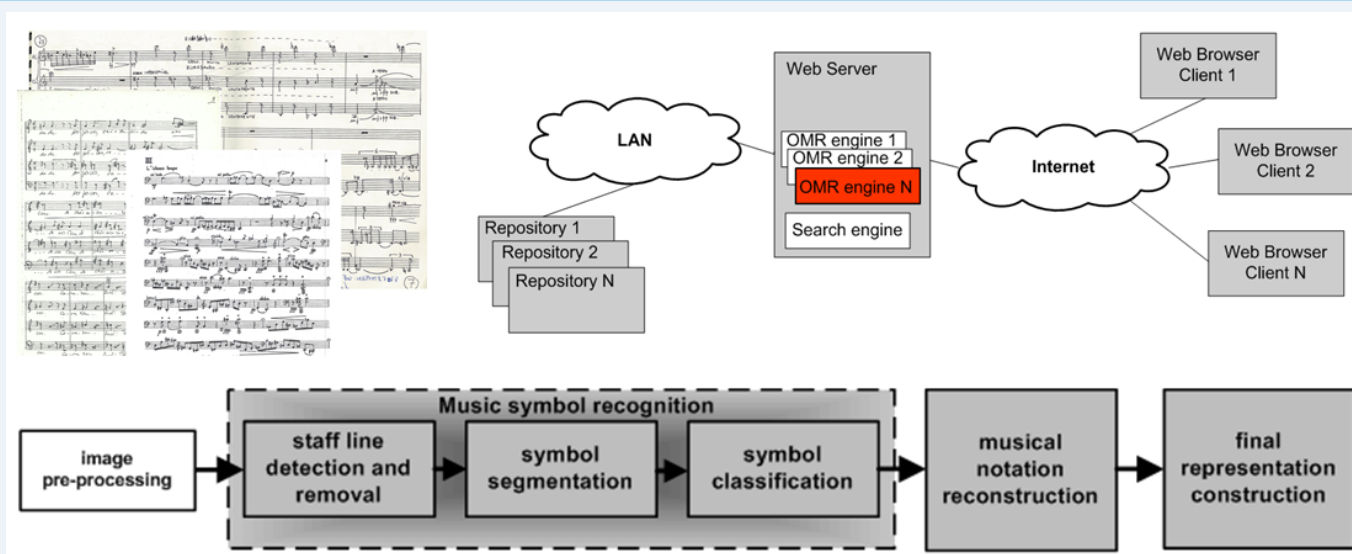 III
LAN
Web Server
OMR engine 1
OMR engine 2
OMR engine N
Search engine
Repository 1
Repository 2
Repository N
Internet
Web Browser
Client 1
Web Browser
Client 2
Web Browser
Client N
image
pre-processing
Music symbol recognition
staff line
detection and
removal
symbol
segmentation
symbol
classification
musical
notation
reconstruction
final
representation
construction